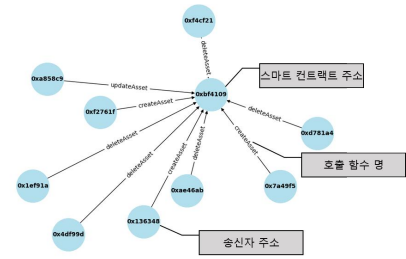 0xf4cf21
deleteAsset
스마트 컨트랙트 주소
0xa858c9
updateAsset
0xbf4109
0xf2761f
createAsset
deleteAsset
0xd781a4
deleteAsset
deleteAsset
createAsset
deleteAsset
createAsset
호출 함수 명
0x1ef91a
0xae46ab
0x7a49f5
0x4df99d
0x136348
송신자 주소